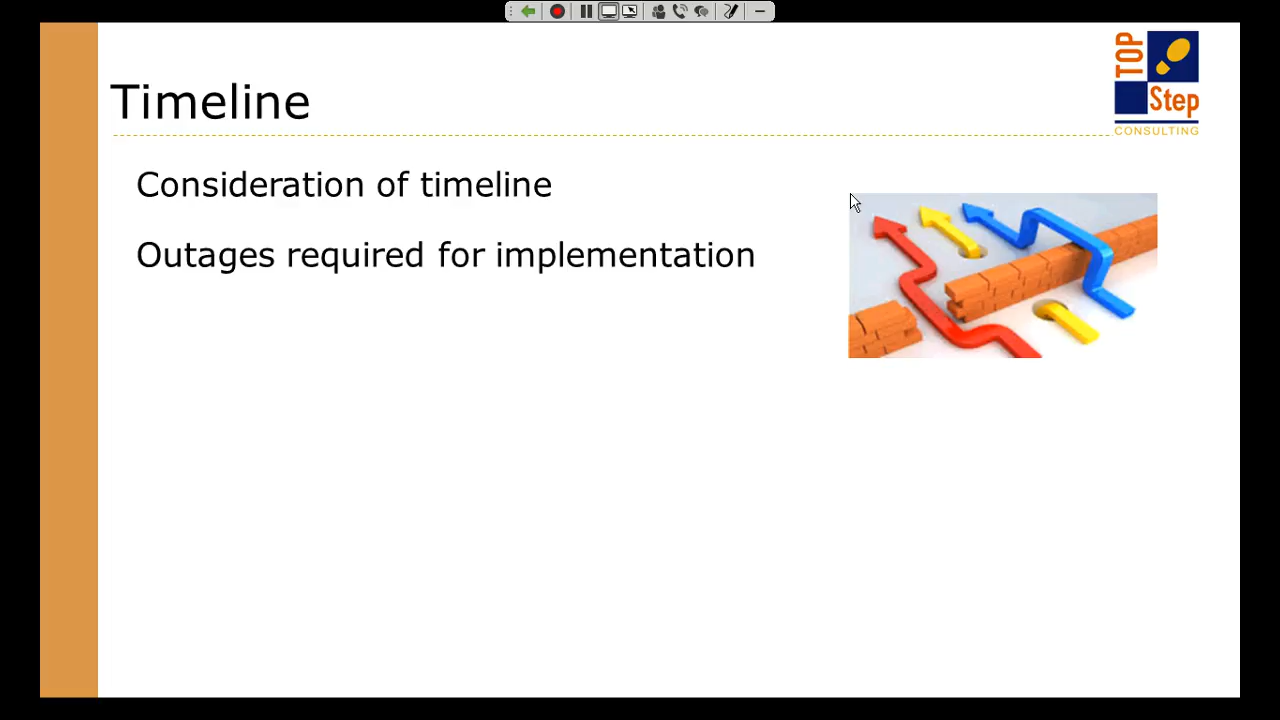 Timeline
TOP
Step
CONSULTING
Consideration of timeline
Outages required for implementation